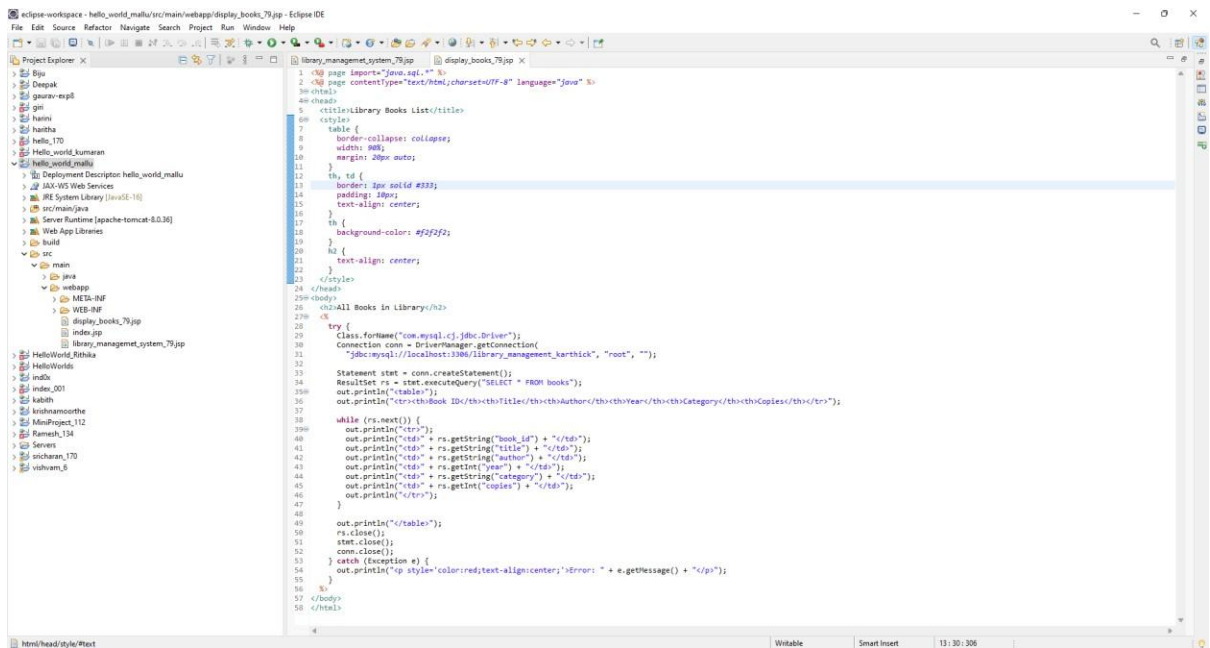 eclipse-workspace - hello_world_mallu/src/main/webapp/display_books_79.jsp - Eclipse IDE
File Edit Source Refactor Navigate Search Project Run Window Help
Project Explorer
Biju
Deepak
gaurav-exp8
giri
harini
haritha
hello_170
Hello_world_kumaran
hello_world_mallu
Deployment Descriptor: hello_world_mallu
JAX-WS Web Services
JRE System Library [JavaSE-16]
src/main/java
Server Runtime [apache-tomcat-8.0.36]
Web App Libraries
build
src
main
java
webapp
META-INF
WEB-INF
display_books_79.jsp
index.jsp
library_managemet_system_79.jsp
HelloWorld_Rithika
HelloWorlds
ind0x
index_001
kabith
krishnamoorthe
MiniProject_112
Ramesh_134
Servers
sricharan_170
vishvam_6
library_managemet_system_79.jsp display_books_79.jsp
1 <%@ page import="java.sql.*" %>
2 <%@ page contentType="text/html;charset=UTF-8" language="java" %>
3 <html>
4 <head>
5 <title>Library Books List</title>
6 <style>
7 table {
8 border-collapse: collapse;
9 width: 90%;
10 margin: 20px auto;
11 }
12 th, td {
13 border: 1px solid #333;
14 padding: 10px;
15 text-align: center;
16 }
17 th {
18 background-color: #f2f2f2;
19 }
20 h2 {
21 text-align: center;
22 }
23 </style>
24 </head>
25 <body>
26 <h2>All Books in Library</h2>
27 <%
28 try {
29 Class.forName("com.mysql.cj.jdbc.Driver");
30 Connection conn = DriverManager.getConnection(
31 "jdbc:mysql://localhost:3306/library_management_karthick", "root", "");
32
33 Statement stmt = conn.createStatement();
34 ResultSet rs = stmt.executeQuery("SELECT * FROM books");
35 out.println("<table>");
36 out.println("<tr><th>Book ID</th><th>Title</th><th>Author</th><th>Year</th><th>Category</th><th>Copies</th></tr>");
37
38 while (rs.next()) {
39 out.println("<tr>");
40 out.println("<td>" + rs.getString("book_id") + "</td>");
41 out.println("<td>" + rs.getString("title") + "</td>");
42 out.println("<td>" + rs.getString("author") + "</td>");
43 out.println("<td>" + rs.getInt("year") + "</td>");
44 out.println("<td>" + rs.getString("category") + "</td>");
45 out.println("<td>" + rs.getInt("copies") + "</td>");
46 out.println("</tr>");
47 }
48
49 out.println("</table>");
50 rs.close();
51 stmt.close();
52 conn.close();
53 } catch (Exception e) {
54 out.println("<p style='color:red;text-align:center;'>Error: " + e.getMessage() + "</p>");
55 }
56 %>
57 </body>
58 </html>
html/head/style/#text Writable Smart Insert 13 : 30 : 306